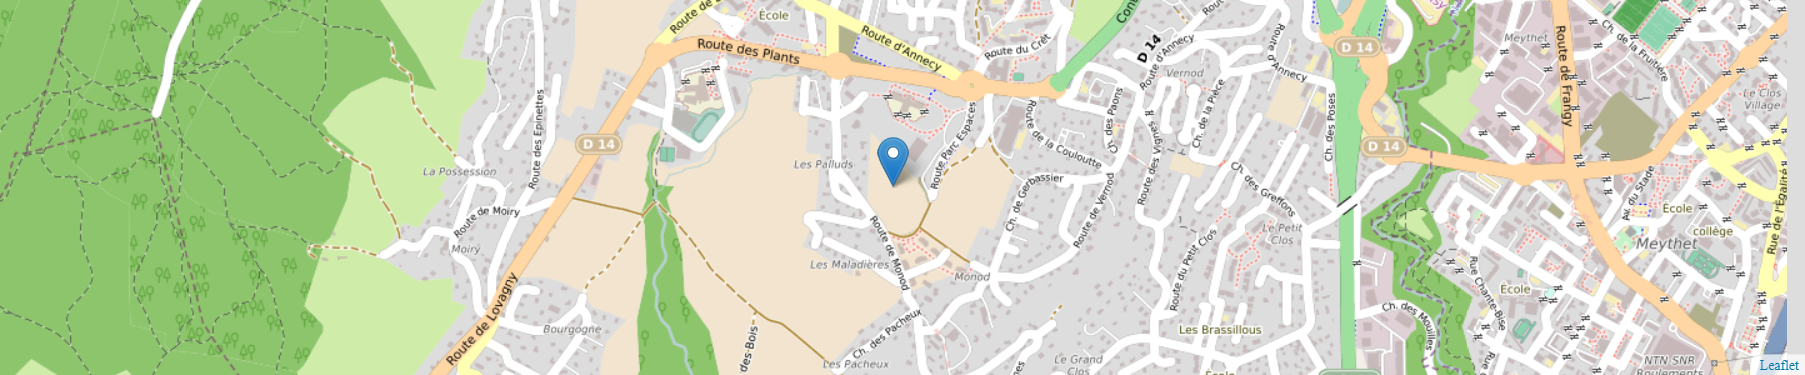 École
Route des Plants
Route d'Annecy
Route du Crêt
D 14
Route d'Annecy
Vernod
Route d'Annecy
D 14
Meythet
Route de Frangy
Ch. de la Fruitière
Le Clos
Village
Route des Epinettes
D 14
Les Palluds
Route Parc Espaces
Route de la Couloutte
Ch. des Paons
Route des Vignes
Ch. de la Pièce
Ch. des Poses
D 14
La Possession
Route de Moiry
Moiry
Ch. de Gerbassier
Route de Vernod
Ch. des Greffons
Le Petit
Clos
Av. du Stade
École
collège
Meythet
Rue de l'Égalité
Route de Monod
Les Maladières
Monod
Route du Petit Clos
Rue Chante-Bise
École
Route de Lovagny
Bourgogne
des-Bois
Ch. des Pacheux
Les Pacheux
Les Brassillous
Ch. des Mouilles
Le Grand
Clos
École
Rue
NTN SNR
Roulements
Leaflet